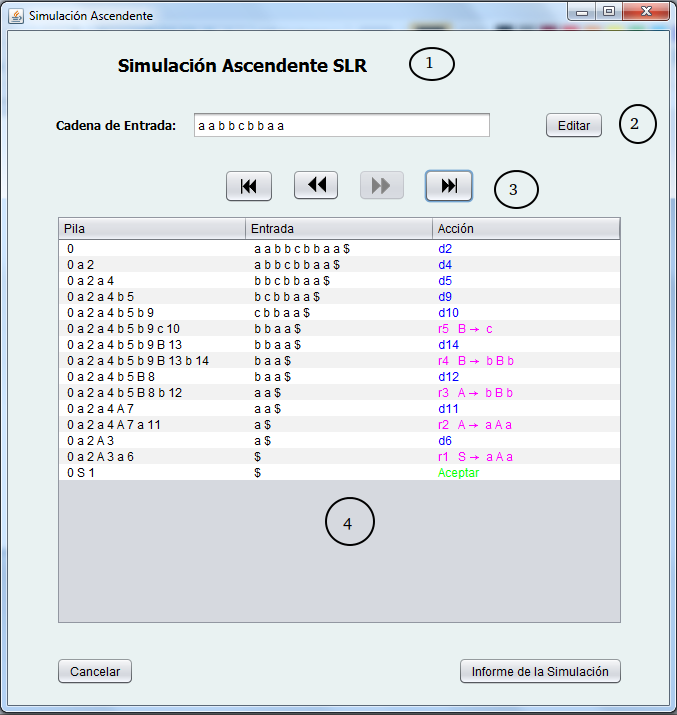 Simulación Ascendente
Simulación Ascendente SLR 1
Cadena de Entrada: a a b b c b b a a Editar 2
3
Pila Entrada Acción
0 a a b b c b b a a $ d2
0 a 2 a b b c b b a a $ d4
0 a 2 a 4 b b c b b a a $ d5
0 a 2 a 4 b 5 b c b b a a $ d9
0 a 2 a 4 b 5 b 9 c b b a a $ d10
0 a 2 a 4 b 5 b 9 c 10 b b a a $ r5 B → c
0 a 2 a 4 b 5 b 9 B 13 b b a a $ d14
0 a 2 a 4 b 5 b 9 B 13 b 14 b a a $ r4 B → b B b
0 a 2 a 4 b 5 B 8 b a a $ d12
0 a 2 a 4 b 5 B 8 b 12 a a $ r3 A → b B b
0 a 2 a 4 A 7 a a $ d11
0 a 2 a 4 A 7 a 11 a $ r2 A → a A a
0 a 2 A 3 a $ d6
0 a 2 A 3 a 6 $ r1 S → a A a
0 S 1 $ Aceptar
4
Cancelar Informe de la Simulación